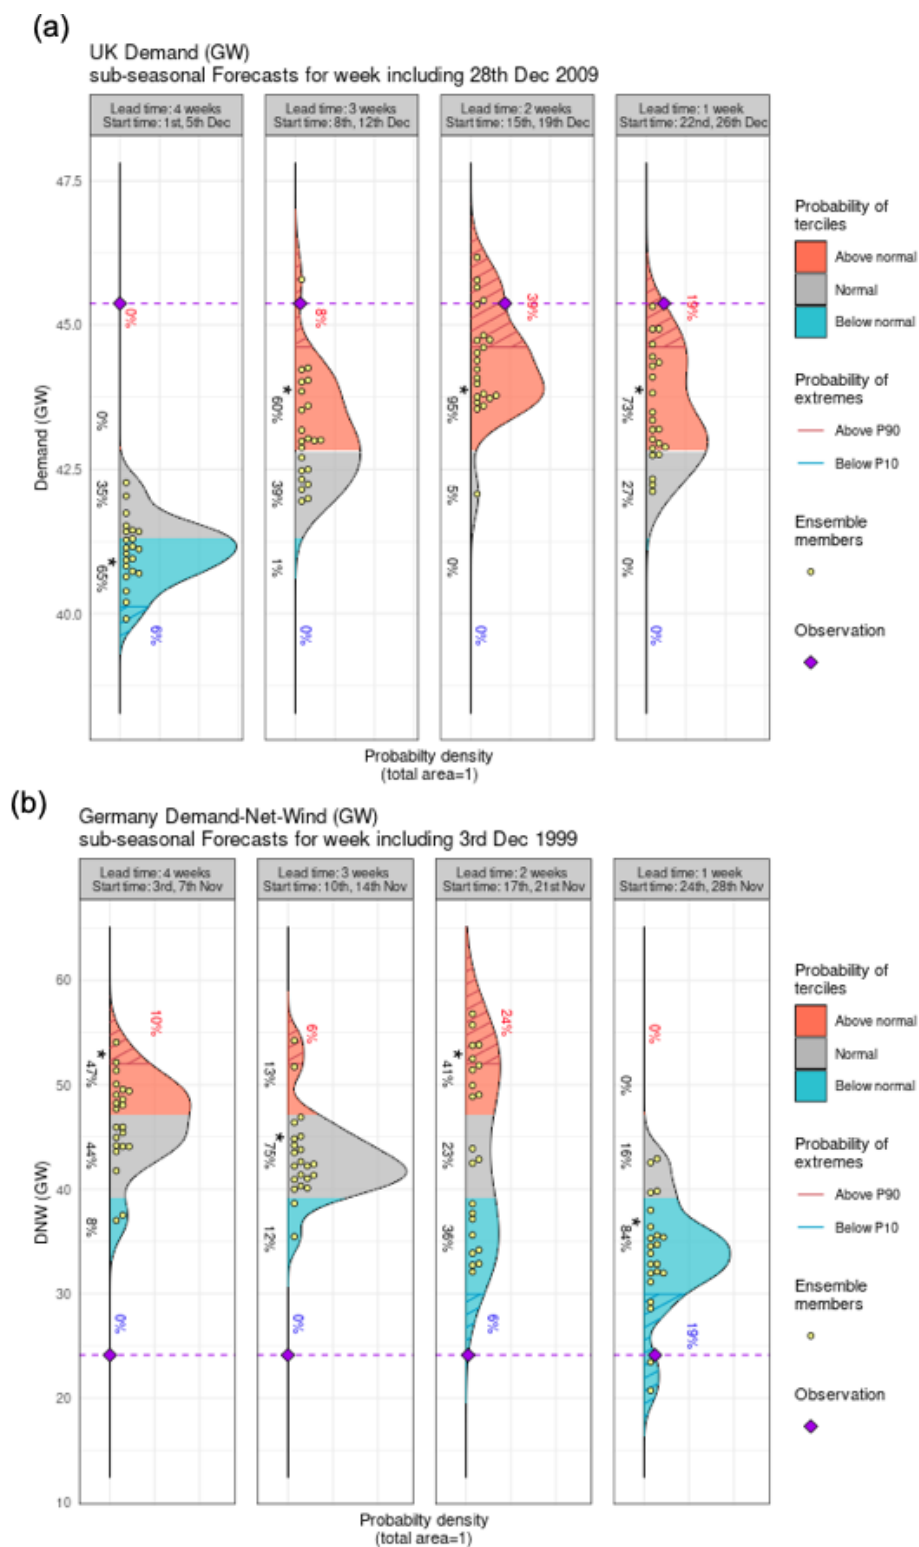 (a)
UK Demand (GW)
sub-seasonal Forecasts for week including 28th Dec 2009
Lead time: 4 weeks
Start time: 1st, 5th Dec
Lead time: 3 weeks
Start time: 8th, 12th Dec
Lead time: 2 weeks
Start time: 15th, 19th Dec
Lead time: 1 week
Start time: 22nd, 26th Dec
47.5
45.0
42.5
40.0
Demand (GW)
0%
0%
35%
*
65%
6%
8%
*
60%
39%
1%
0%
39%
*
95%
5%
0%
0%
19%
*
73%
27%
0%
0%
Probabilty density
(total area=1)
Probability of
terciles
Above normal
Normal
Below normal
Probability of
extremes
Above P90
Below P10
Ensemble
members
Observation
(b)
Germany Demand-Net-Wind (GW)
sub-seasonal Forecasts for week including 3rd Dec 1999
Lead time: 4 weeks
Start time: 3rd, 7th Nov
Lead time: 3 weeks
Start time: 10th, 14th Nov
Lead time: 2 weeks
Start time: 17th, 21st Nov
Lead time: 1 week
Start time: 24th, 28th Nov
60
50
40
30
20
10
DNW (GW)
10%
*
47%
44%
8%
0%
6%
13%
*
75%
12%
0%
24%
*
41%
23%
36%
6%
0%
0%
16%
*
84%
19%
Probabilty density
(total area=1)
Probability of
terciles
Above normal
Normal
Below normal
Probability of
extremes
Above P90
Below P10
Ensemble
members
Observation